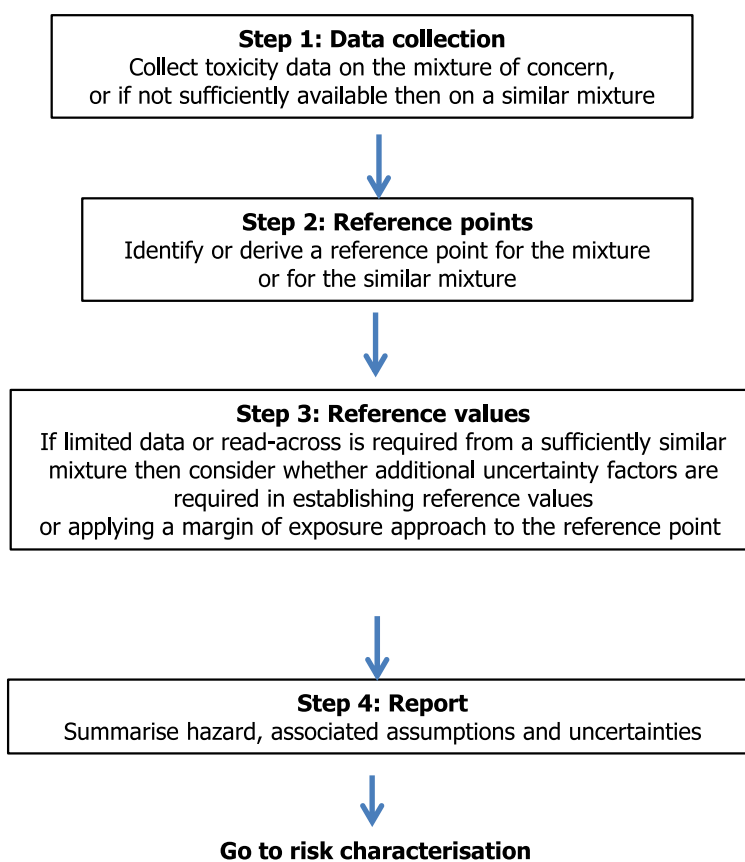 Step 1: Data collection
Collect toxicity data on the mixture of concern,
or if not sufficiently available then on a similar mixture
Step 2: Reference points
Identify or derive a reference point for the mixture
or for the similar mixture
Step 3: Reference values
If limited data or read-across is required from a sufficiently similar
mixture then consider whether additional uncertainty factors are
required in establishing reference values
or applying a margin of exposure approach to the reference point
Step 4: Report
Summarise hazard, associated assumptions and uncertainties
Go to risk characterisation